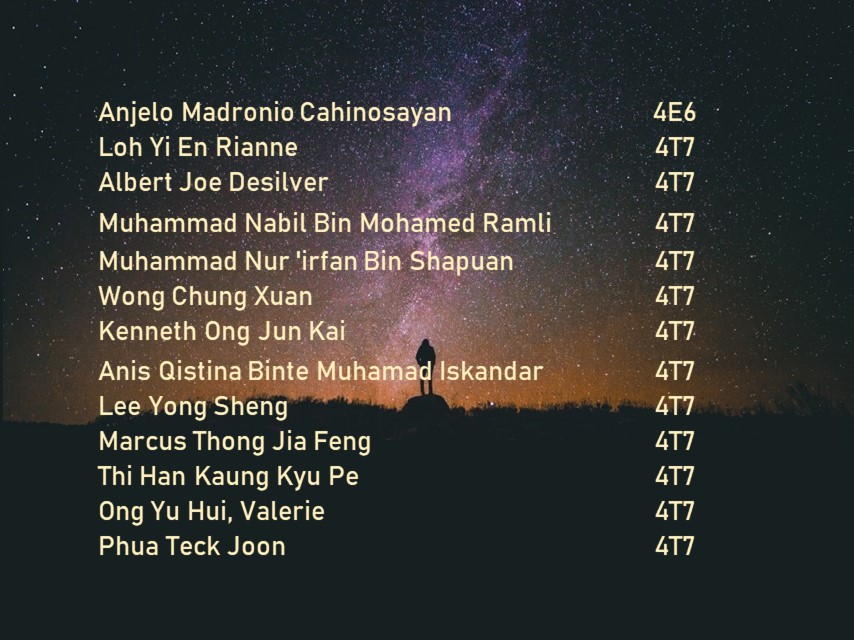 Anjelo Madronio Cahinosayan 4E6
Loh Yi En Rianne 4T7
Albert Joe Desilver 4T7
Muhammad Nabil Bin Mohamed Ramli 4T7
Muhammad Nur 'irfan Bin Shapuan 4T7
Wong Chung Xuan 4T7
Kenneth Ong Jun Kai 4T7
Anis Qistina Binte Muhamad Iskandar 4T7
Lee Yong Sheng 4T7
Marcus Thong Jia Feng 4T7
Thi Han Kaung Kyu Pe 4T7
Ong Yu Hui, Valerie 4T7
Phua Teck Joon 4T7